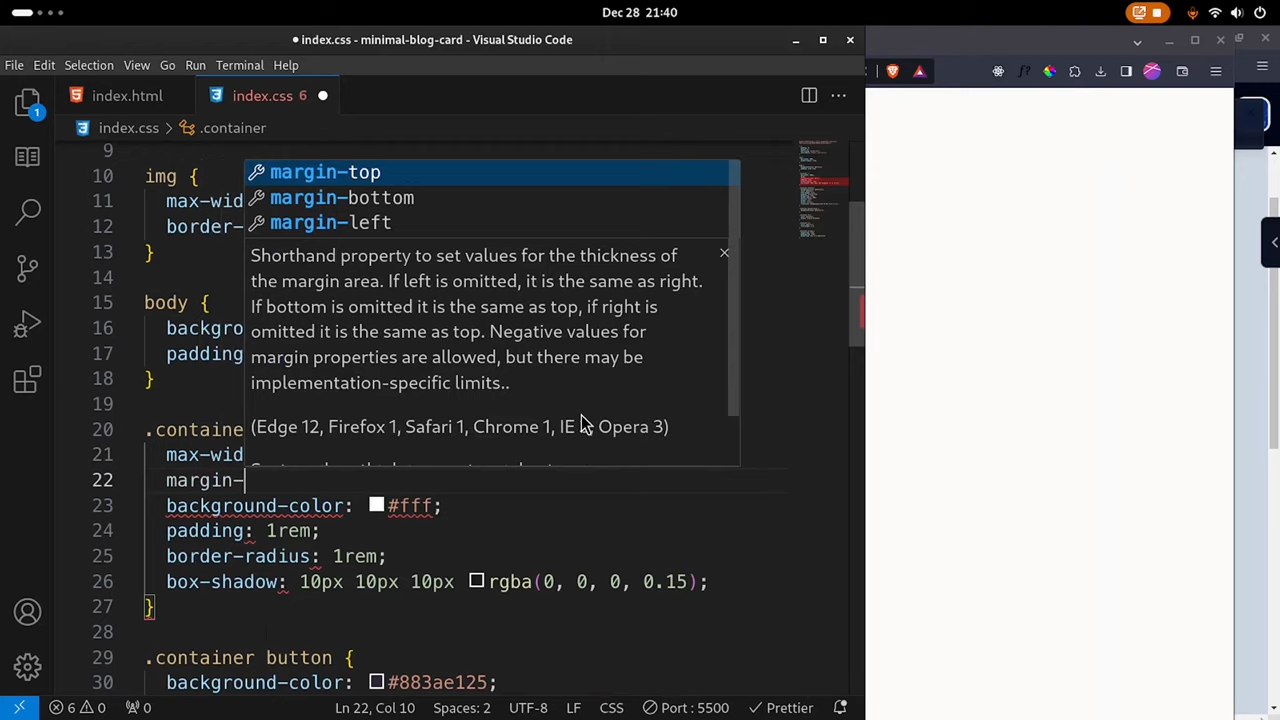 Dec 28 21:40
index.css - minimal-blog-card - Visual Studio Code
File Edit Selection View Go Run Terminal Help
index.html
index.css 6
index.css > .container
9
10 img {
11 max-wid
12 border-
13 }
14
15 body {
16 backgro
17 padding
18 }
19
20 .containe
21 max-wid
22 margin-
23 background-color: #fff;
24 padding: 1rem;
25 border-radius: 1rem;
26 box-shadow: 10px 10px 10px rgba(0, 0, 0, 0.15);
27 }
28
29 .container button {
30 background-color: #883ae125;
margin-top
margin-bottom
margin-left
Shorthand property to set values for the thickness of
the margin area. If left is omitted, it is the same as right.
If bottom is omitted it is the same as top, if right is
omitted it is the same as top. Negative values for
margin properties are allowed, but there may be
implementation-specific limits..
(Edge 12, Firefox 1, Safari 1, Chrome 1, IE Opera 3)
1
f?
6 0 0 Ln 22, Col 10 Spaces: 2 UTF-8 LF CSS Port : 5500 Prettier